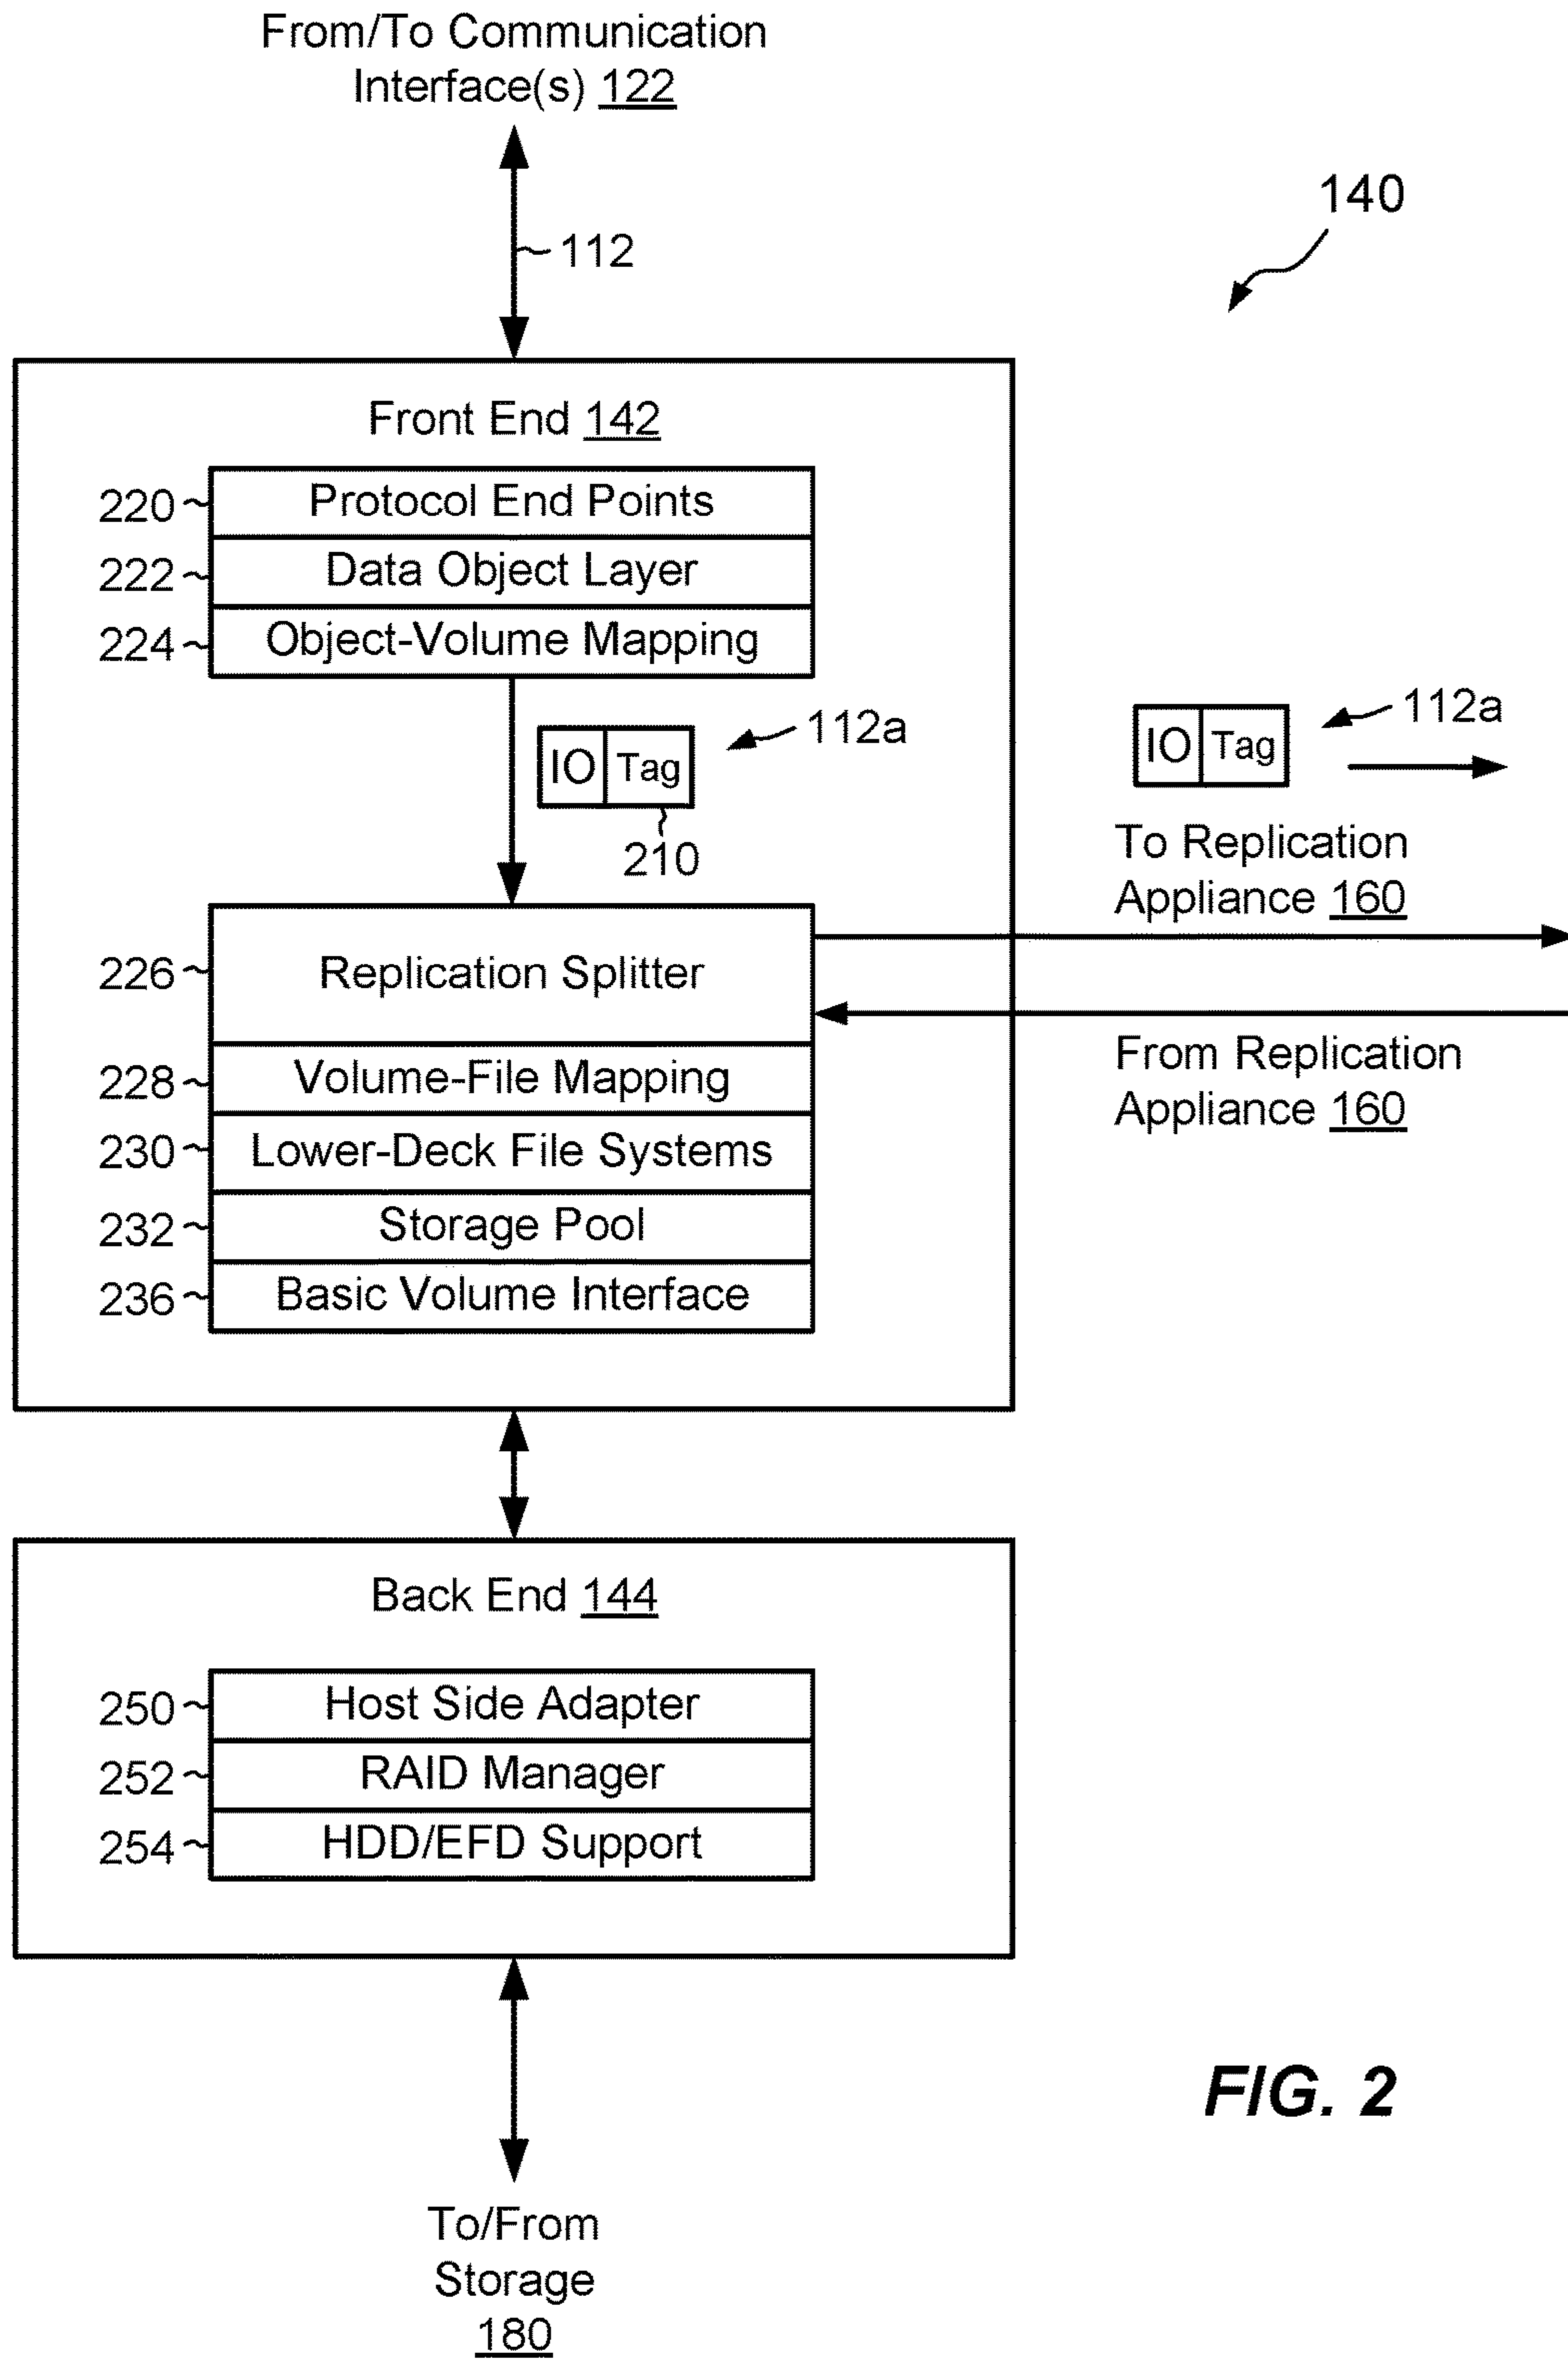 From/To Communication
Interface(s) 122
112
140
Front End 142
220 Protocol End Points
222 Data Object Layer
224 Object-Volume Mapping
IO Tag
112a
210
IO Tag
112a
To Replication
Appliance 160
226 Replication Splitter
From Replication
Appliance 160
228 Volume-File Mapping
230 Lower-Deck File Systems
232 Storage Pool
236 Basic Volume Interface
Back End 144
250 Host Side Adapter
252 RAID Manager
254 HDD/EFD Support
FIG. 2
To/From
Storage
180